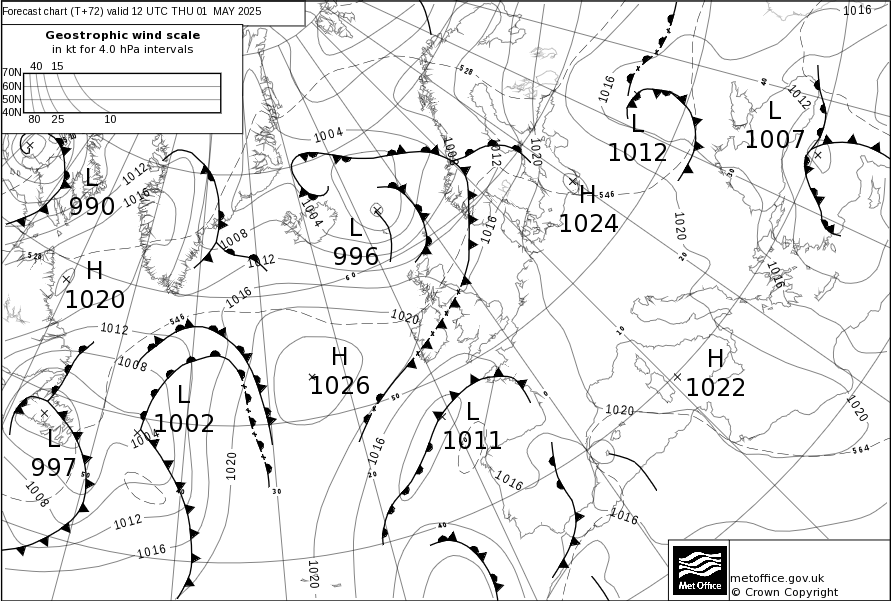 Forecast chart (T+72) valid 12 UTC THU 01 MAY 2025
Geostrophic wind scale
in kt for 4.0 hPa intervals
40 15
70N
60N
50N
40N
80 25 10
1016
528
1016
40
1012
L
1012
L
1007
1004
1008
1012
1020
L
990
1012
1016
546
H
1024
30
1004
L
996
1008
1016
1020
528
1012
60
20
H
1020
1016
1016
546
1020
1012
10
1008
H
1026
H
1022
50
0
L
1002
1020
1020
L
1011
1004
1016
564
L
997
1020
50
20
1016
1008
40
30
1012
1016
40
1016
1020
Met Office
metoffice.gov.uk
© Crown Copyright